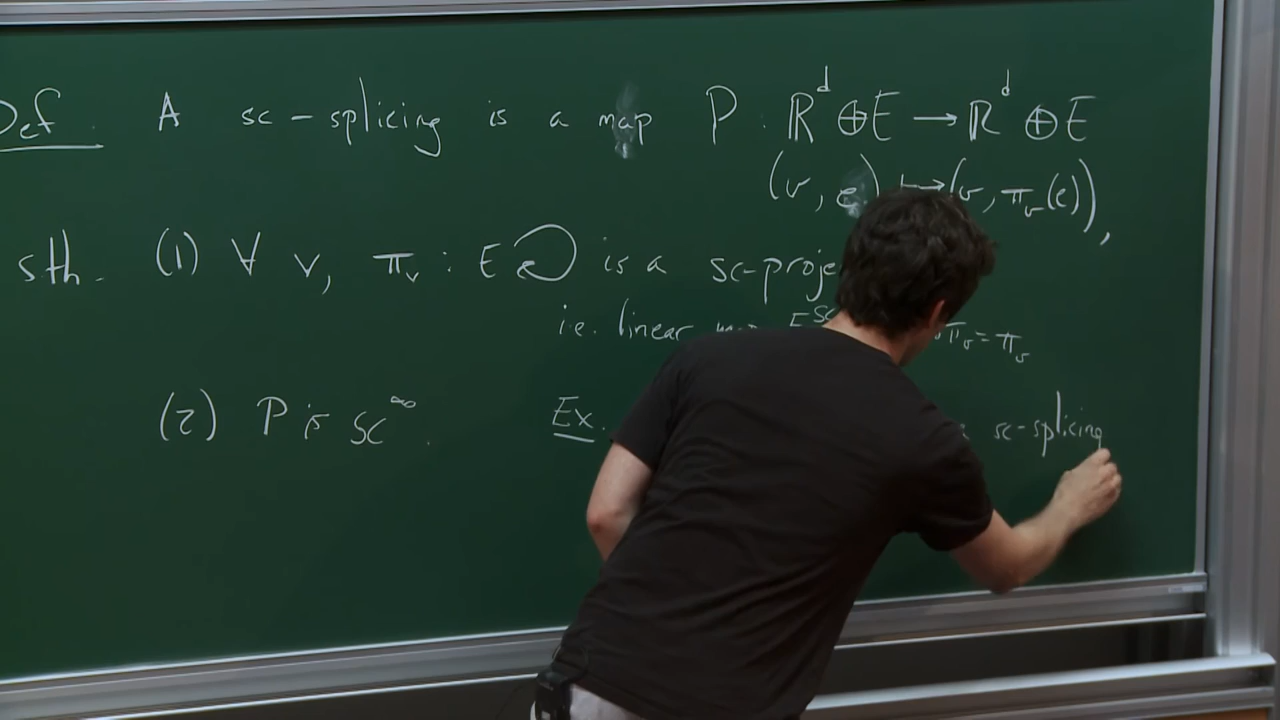 Def. A sc-splicing is a map P : ℝ^d ⊕ E → ℝ^d ⊕ E
(v, e) ↦ (v, π_v(e)),
sth. (1) ∀ v, π_v : E ⟲ is a sc-proje
i.e. linear π_v = π_v
(2) P is sc^∞. Ex. sc-splicing